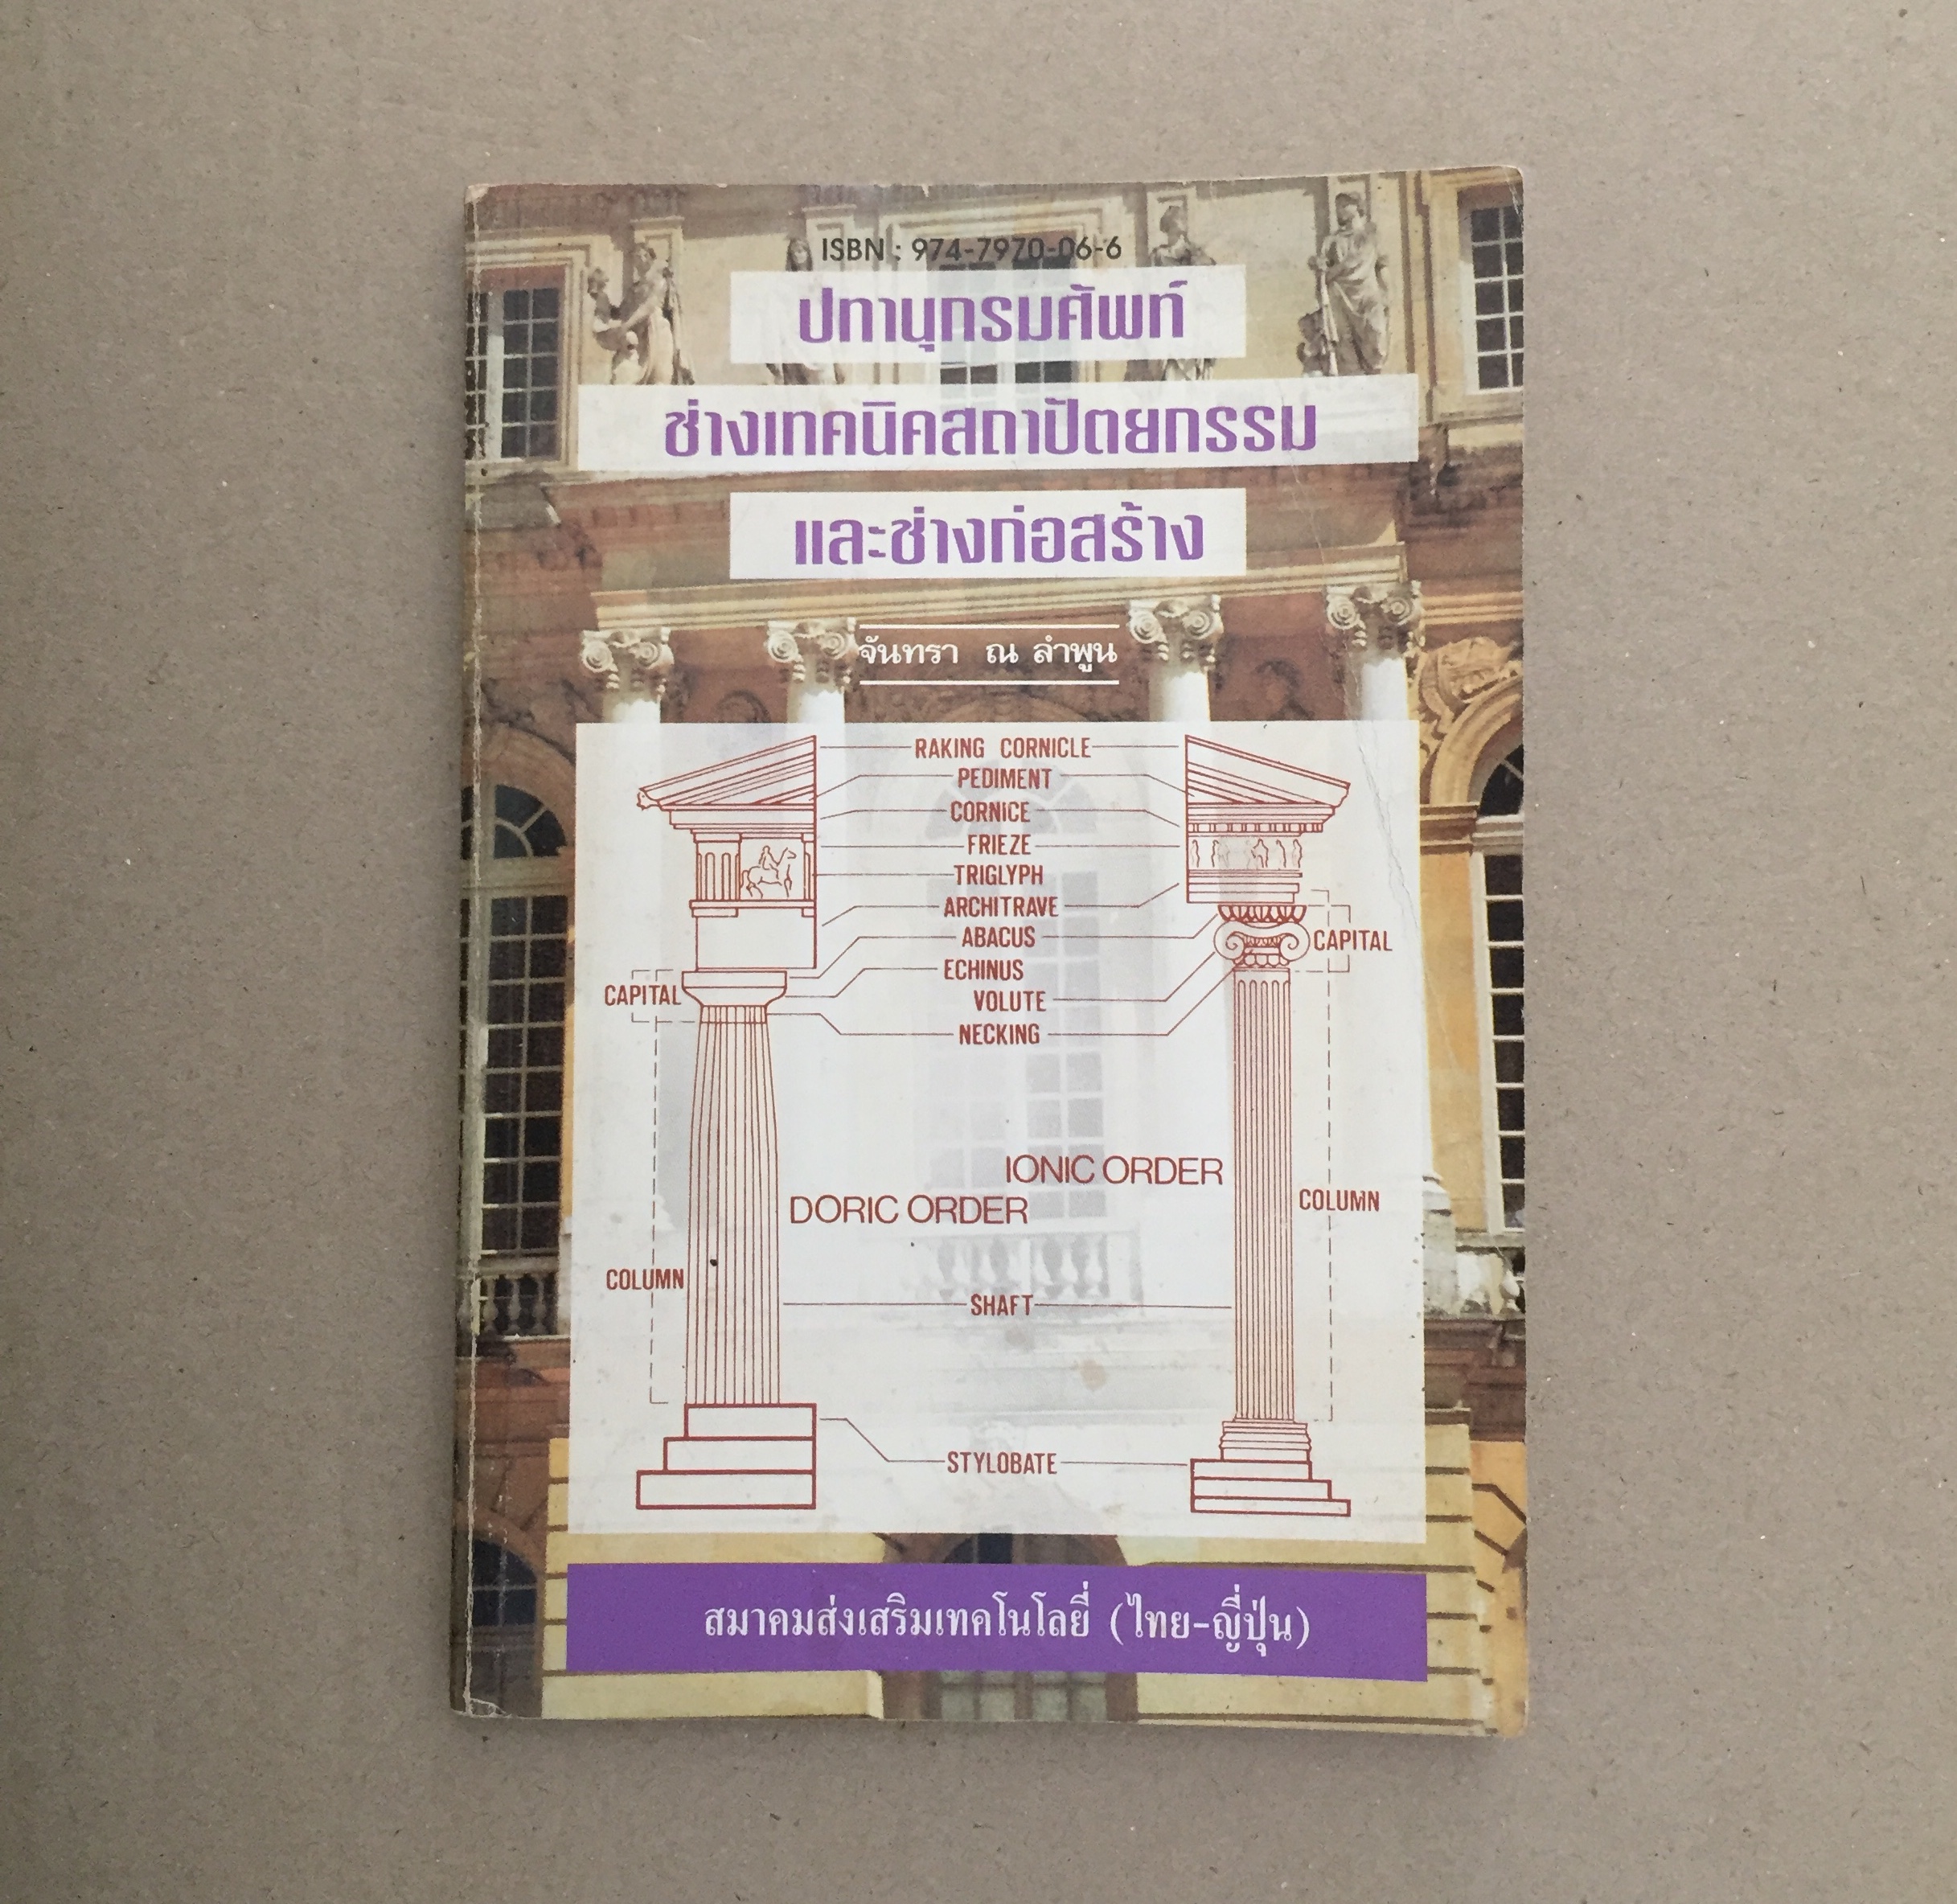 ISBN : 974-7970-06-6
ปทานุกรมศัพท์
ช่างเทคนิคสถาปัตยกรรม
และช่างก่อสร้าง
จันทรา ณ ลำพูน
RAKING CORNICLE
PEDIMENT
CORNICE
FRIEZE
TRIGLYPH
ARCHITRAVE
ABACUS
CAPITAL
ECHINUS
CAPITAL
VOLUTE
NECKING
IONIC ORDER
DORIC ORDER
COLUMN
COLUMN
SHAFT
STYLOBATE
สมาคมส่งเสริมเทคโนโลยี่ (ไทย-ญี่ปุ่น)